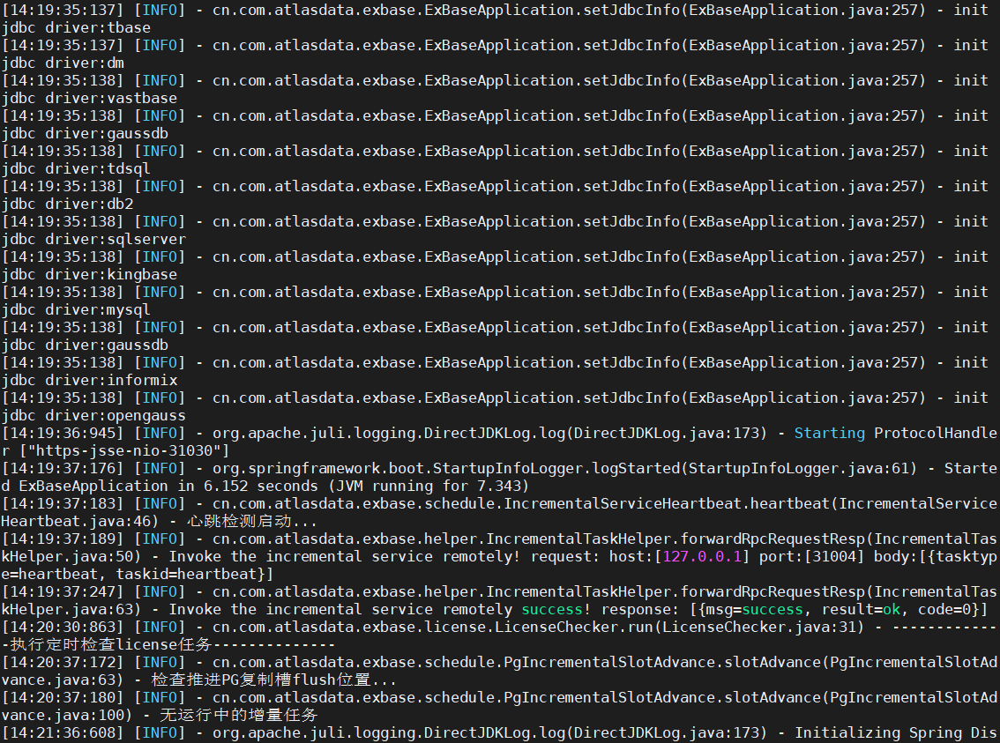 [14:19:35:137] [INFO] - cn.com.atlasdata.exbase.ExBaseApplication.setJdbcInfo(ExBaseApplication.java:257) - init
jdbc driver:tbase
[14:19:35:137] [INFO] - cn.com.atlasdata.exbase.ExBaseApplication.setJdbcInfo(ExBaseApplication.java:257) - init
jdbc driver:dm
[14:19:35:138] [INFO] - cn.com.atlasdata.exbase.ExBaseApplication.setJdbcInfo(ExBaseApplication.java:257) - init
jdbc driver:vastbase
[14:19:35:138] [INFO] - cn.com.atlasdata.exbase.ExBaseApplication.setJdbcInfo(ExBaseApplication.java:257) - init
jdbc driver:gaussdb
[14:19:35:138] [INFO] - cn.com.atlasdata.exbase.ExBaseApplication.setJdbcInfo(ExBaseApplication.java:257) - init
jdbc driver:tdsql
[14:19:35:138] [INFO] - cn.com.atlasdata.exbase.ExBaseApplication.setJdbcInfo(ExBaseApplication.java:257) - init
jdbc driver:db2
[14:19:35:138] [INFO] - cn.com.atlasdata.exbase.ExBaseApplication.setJdbcInfo(ExBaseApplication.java:257) - init
jdbc driver:sqlserver
[14:19:35:138] [INFO] - cn.com.atlasdata.exbase.ExBaseApplication.setJdbcInfo(ExBaseApplication.java:257) - init
jdbc driver:kingbase
[14:19:35:138] [INFO] - cn.com.atlasdata.exbase.ExBaseApplication.setJdbcInfo(ExBaseApplication.java:257) - init
jdbc driver:mysql
[14:19:35:138] [INFO] - cn.com.atlasdata.exbase.ExBaseApplication.setJdbcInfo(ExBaseApplication.java:257) - init
jdbc driver:gaussdb
[14:19:35:138] [INFO] - cn.com.atlasdata.exbase.ExBaseApplication.setJdbcInfo(ExBaseApplication.java:257) - init
jdbc driver:informix
[14:19:35:138] [INFO] - cn.com.atlasdata.exbase.ExBaseApplication.setJdbcInfo(ExBaseApplication.java:257) - init
jdbc driver:opengauss
[14:19:36:945] [INFO] - org.apache.juli.logging.DirectJDKLog.log(DirectJDKLog.java:173) - Starting ProtocolHandle
r ["https-jsse-nio-31030"]
[14:19:37:176] [INFO] - org.springframework.boot.StartupInfoLogger.logStarted(StartupInfoLogger.java:61) - Starte
d ExBaseApplication in 6.152 seconds (JVM running for 7.343)
[14:19:37:183] [INFO] - cn.com.atlasdata.exbase.schedule.IncrementalServiceHeartbeat.heartbeat(IncrementalService
Heartbeat.java:46) - 心跳检测启动...
[14:19:37:189] [INFO] - cn.com.atlasdata.exbase.helper.IncrementalTaskHelper.forwardRpcRequestResp(IncrementalTas
kHelper.java:50) - Invoke the incremental service remotely! request: host:[127.0.0.1] port:[31004] body:[{tasktyp
e=heartbeat, taskid=heartbeat}]
[14:19:37:247] [INFO] - cn.com.atlasdata.exbase.helper.IncrementalTaskHelper.forwardRpcRequestResp(IncrementalTas
kHelper.java:63) - Invoke the incremental service remotely success! response: [{msg=success, result=ok, code=0}]
[14:20:30:863] [INFO] - cn.com.atlasdata.exbase.license.LicenseChecker.run(LicenseChecker.java:31) - ------------
-执行定时检查license任务--------------
[14:20:37:172] [INFO] - cn.com.atlasdata.exbase.schedule.PgIncrementalSlotAdvance.slotAdvance(PgIncrementalSlotAd
vance.java:63) - 检查推进PG复制槽flush位置...
[14:20:37:180] [INFO] - cn.com.atlasdata.exbase.schedule.PgIncrementalSlotAdvance.slotAdvance(PgIncrementalSlotAd
vance.java:100) - 无运行中的增量任务
[14:21:36:608] [INFO] - org.apache.juli.logging.DirectJDKLog.log(DirectJDKLog.java:173) - Initializing Spring Dis